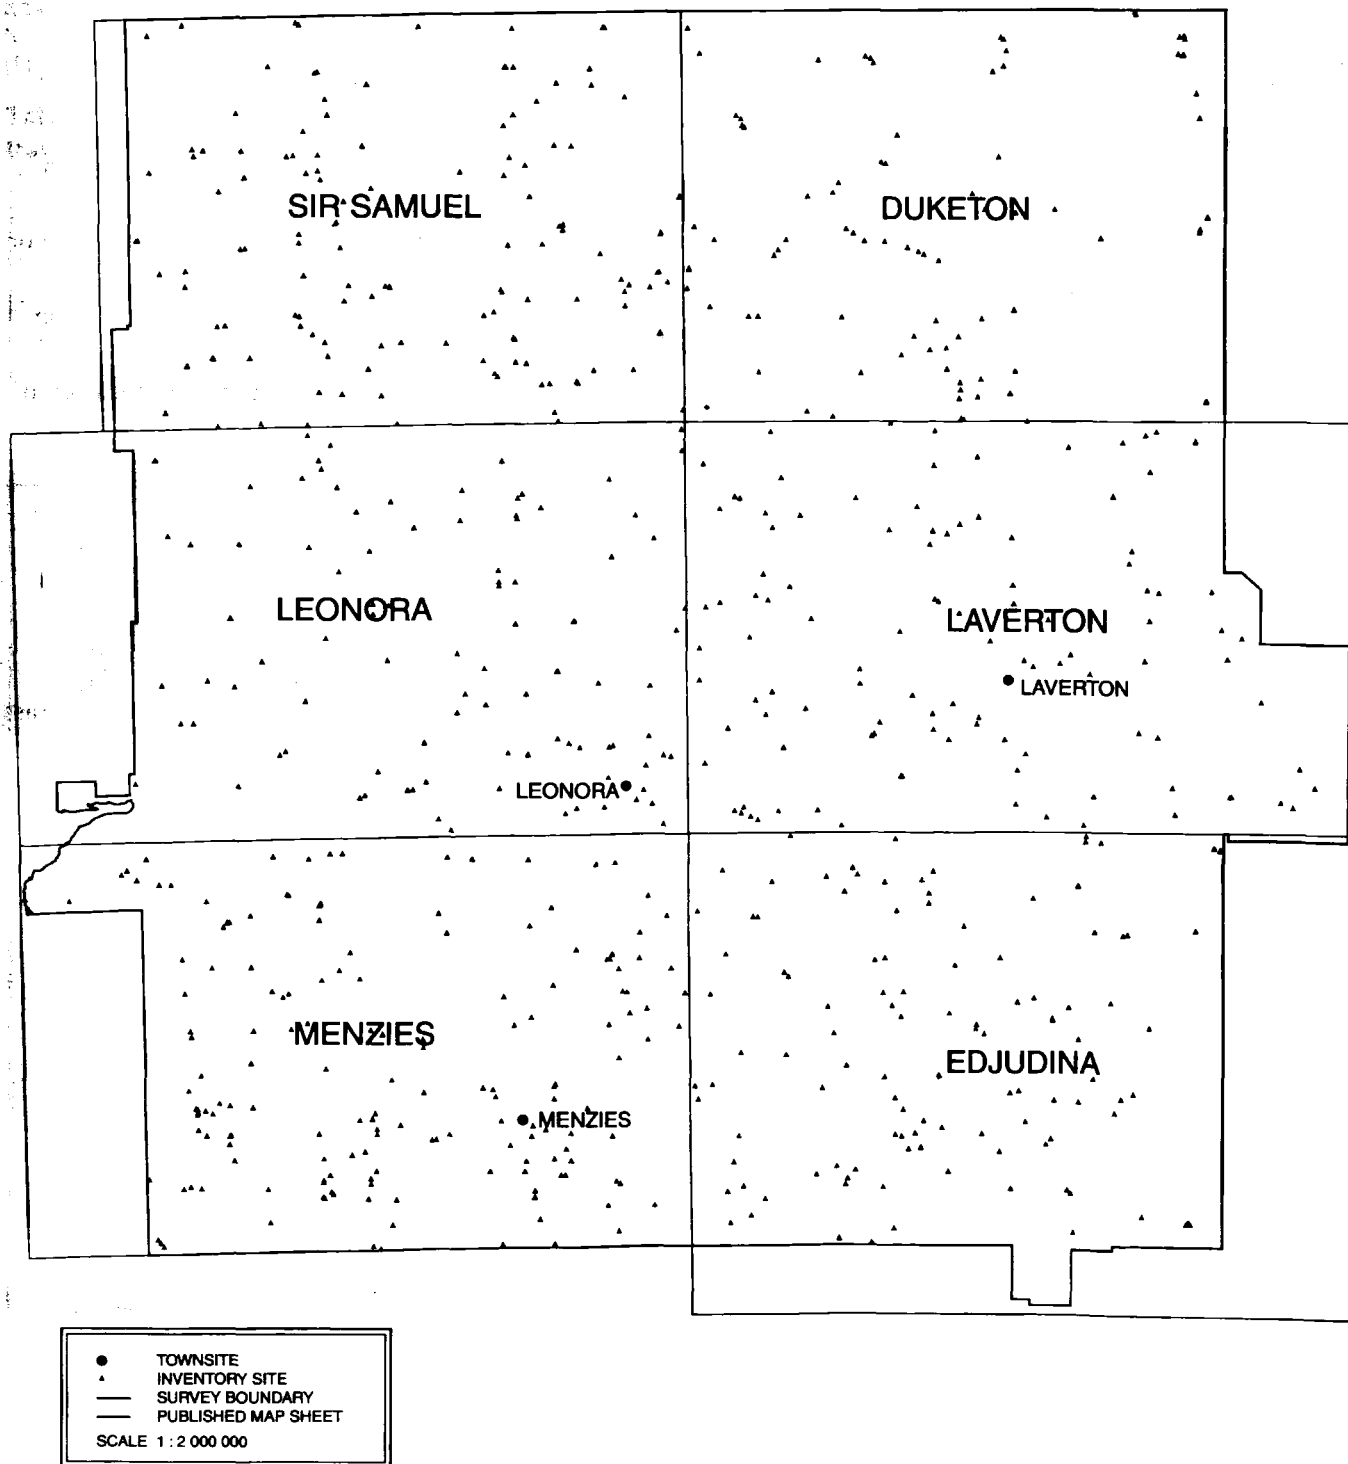 SIR SAMUEL
DUKETON
LEONORA
LAVERTON
LAVERTON
LEONORA
MENZIES
EDJUDINA
MENZIES
TOWNSITE
INVENTORY SITE
SURVEY BOUNDARY
PUBLISHED MAP SHEET
SCALE 1 : 2 000 000